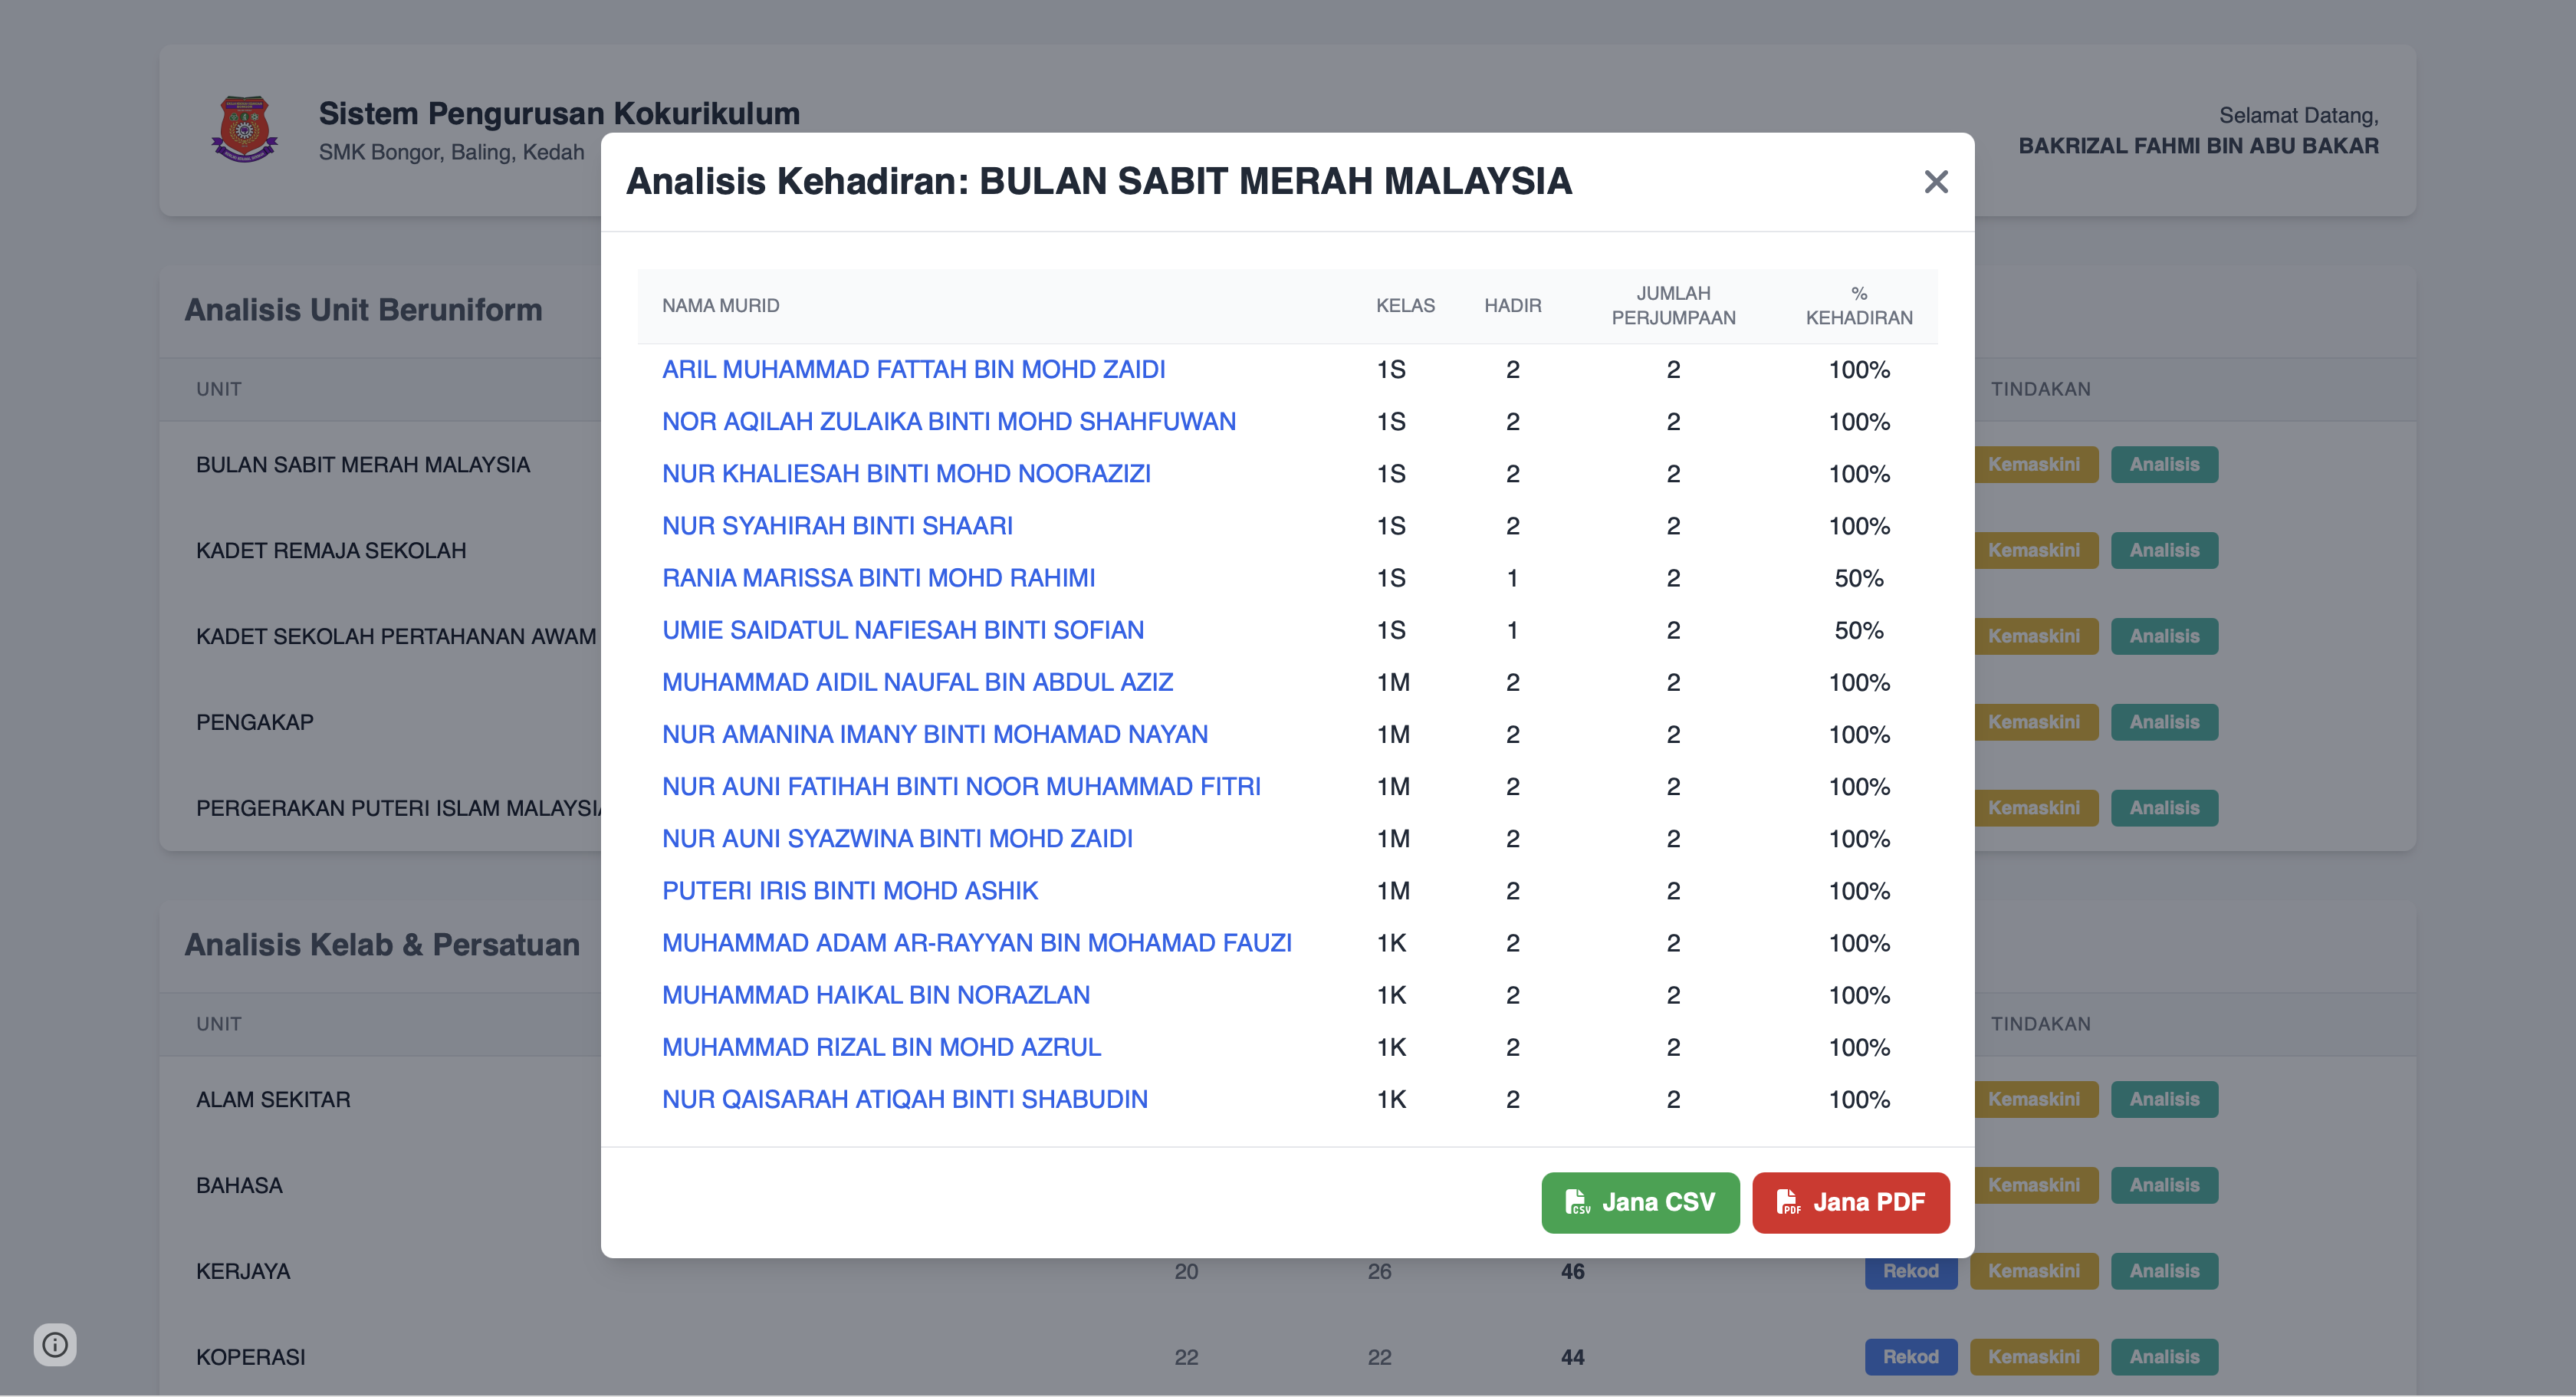 Sistem Pengurusan Kokurikulum
SMK Bongor, Baling, Kedah
Selamat Datang,
BAKRIZAL FAHMI BIN ABU BAKAR
Analisis Kehadiran: BULAN SABIT MERAH MALAYSIA
NAMA MURID KELAS HADIR JUMLAH PERJUMPAAN % KEHADIRAN
ARIL MUHAMMAD FATTAH BIN MOHD ZAIDI 1S 2 2 100%
NOR AQILAH ZULAIKA BINTI MOHD SHAHFUWAN 1S 2 2 100%
NUR KHALIESAH BINTI MOHD NOORAZIZI 1S 2 2 100%
NUR SYAHIRAH BINTI SHAARI 1S 2 2 100%
RANIA MARISSA BINTI MOHD RAHIMI 1S 1 2 50%
UMIE SAIDATUL NAFIESAH BINTI SOFIAN 1S 1 2 50%
MUHAMMAD AIDIL NAUFAL BIN ABDUL AZIZ 1M 2 2 100%
NUR AMANINA IMANY BINTI MOHAMAD NAYAN 1M 2 2 100%
NUR AUNI FATIHAH BINTI NOOR MUHAMMAD FITRI 1M 2 2 100%
NUR AUNI SYAZWINA BINTI MOHD ZAIDI 1M 2 2 100%
PUTERI IRIS BINTI MOHD ASHIK 1M 2 2 100%
MUHAMMAD ADAM AR-RAYYAN BIN MOHAMAD FAUZI 1K 2 2 100%
MUHAMMAD HAIKAL BIN NORAZLAN 1K 2 2 100%
MUHAMMAD RIZAL BIN MOHD AZRUL 1K 2 2 100%
NUR QAISARAH ATIQAH BINTI SHABUDIN 1K 2 2 100%
CSV Jana CSV
PDF Jana PDF
Analisis Unit Beruniform
UNIT TINDAKAN
BULAN SABIT MERAH MALAYSIA Kemaskini Analisis
KADET REMAJA SEKOLAH Kemaskini Analisis
KADET SEKOLAH PERTAHANAN AWAM Kemaskini Analisis
PENGAKAP Kemaskini Analisis
PERGERAKAN PUTERI ISLAM MALAYSIA Kemaskini Analisis
Analisis Kelab & Persatuan
UNIT TINDAKAN
ALAM SEKITAR Kemaskini Analisis
BAHASA Kemaskini Analisis
KERJAYA 20 26 46 Rekod Kemaskini Analisis
KOPERASI 22 22 44 Rekod Kemaskini Analisis